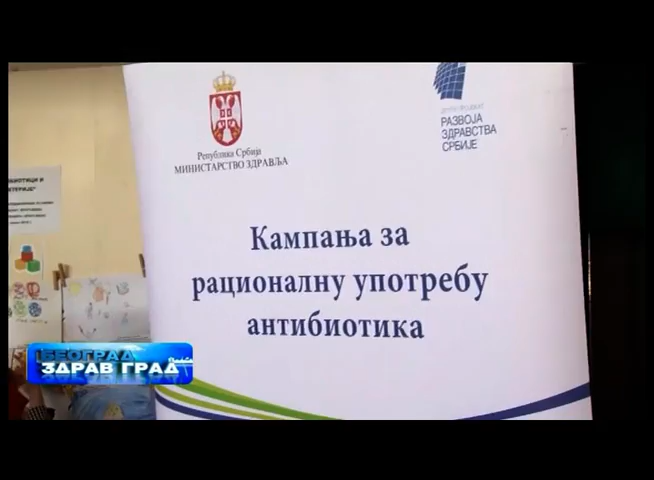 Република Србија
МИНИСТАРСТВО ЗДРАВЉА
РАЗВОЈА
ЗДРАВСТВА
СРБИЈЕ
Кампања за
рационалну употребу
антибиотика
БЕОГРАД
ЗДРАВ ГРАД